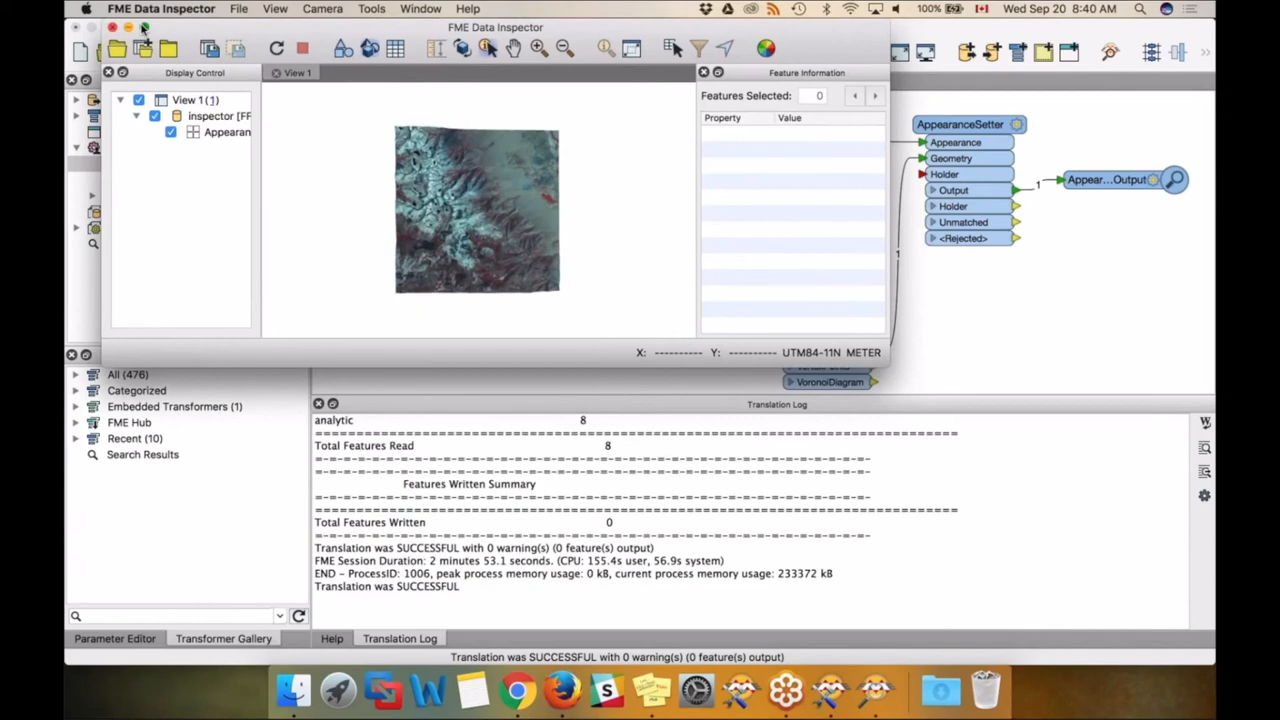 FME Data Inspector File View Camera Tools Window Help 100% Wed Sep 20 8:40 AM
FME Data Inspector
Display Control
View 1
Feature Information
View 1 (1)
inspector [FF
Appearan
Features Selected: 0
Property Value
X: ---------- Y: ---------- UTM84-11N METER
AppearanceSetter
Appearance
Geometry
Holder
Output
Holder
Unmatched
<Rejected>
1
Appear...Output
1
VoronoiDiagram
All (476)
Categorized
Embedded Transformers (1)
FME Hub
Recent (10)
Search Results
Parameter Editor Transformer Gallery
Translation Log
analytic 8
==============================================================================
Total Features Read 8
=-=-=-=-=-=-=-=-=-=-=-=-=-=-=-=-=-=-=-=-=-=-=-=-=-=-=-=-=-=-=-=-=-=-=-=-=-=-
=-=-=-=-=-=-=-=-=-=-=-=-=-=-=-=-=-=-=-=-=-=-=-=-=-=-=-=-=-=-=-=-=-=-=-=-=-=-
Features Written Summary
=-=-=-=-=-=-=-=-=-=-=-=-=-=-=-=-=-=-=-=-=-=-=-=-=-=-=-=-=-=-=-=-=-=-=-=-=-=-
==============================================================================
Total Features Written 0
=-=-=-=-=-=-=-=-=-=-=-=-=-=-=-=-=-=-=-=-=-=-=-=-=-=-=-=-=-=-=-=-=-=-=-=-=-=-
Translation was SUCCESSFUL with 0 warning(s) (0 feature(s) output)
FME Session Duration: 2 minutes 53.1 seconds. (CPU: 155.4s user, 56.9s system)
END - ProcessID: 1006, peak process memory usage: 0 kB, current process memory usage: 233372 kB
Translation was SUCCESSFUL
Help Translation Log
Translation was SUCCESSFUL with 0 warning(s) (0 feature(s) output)